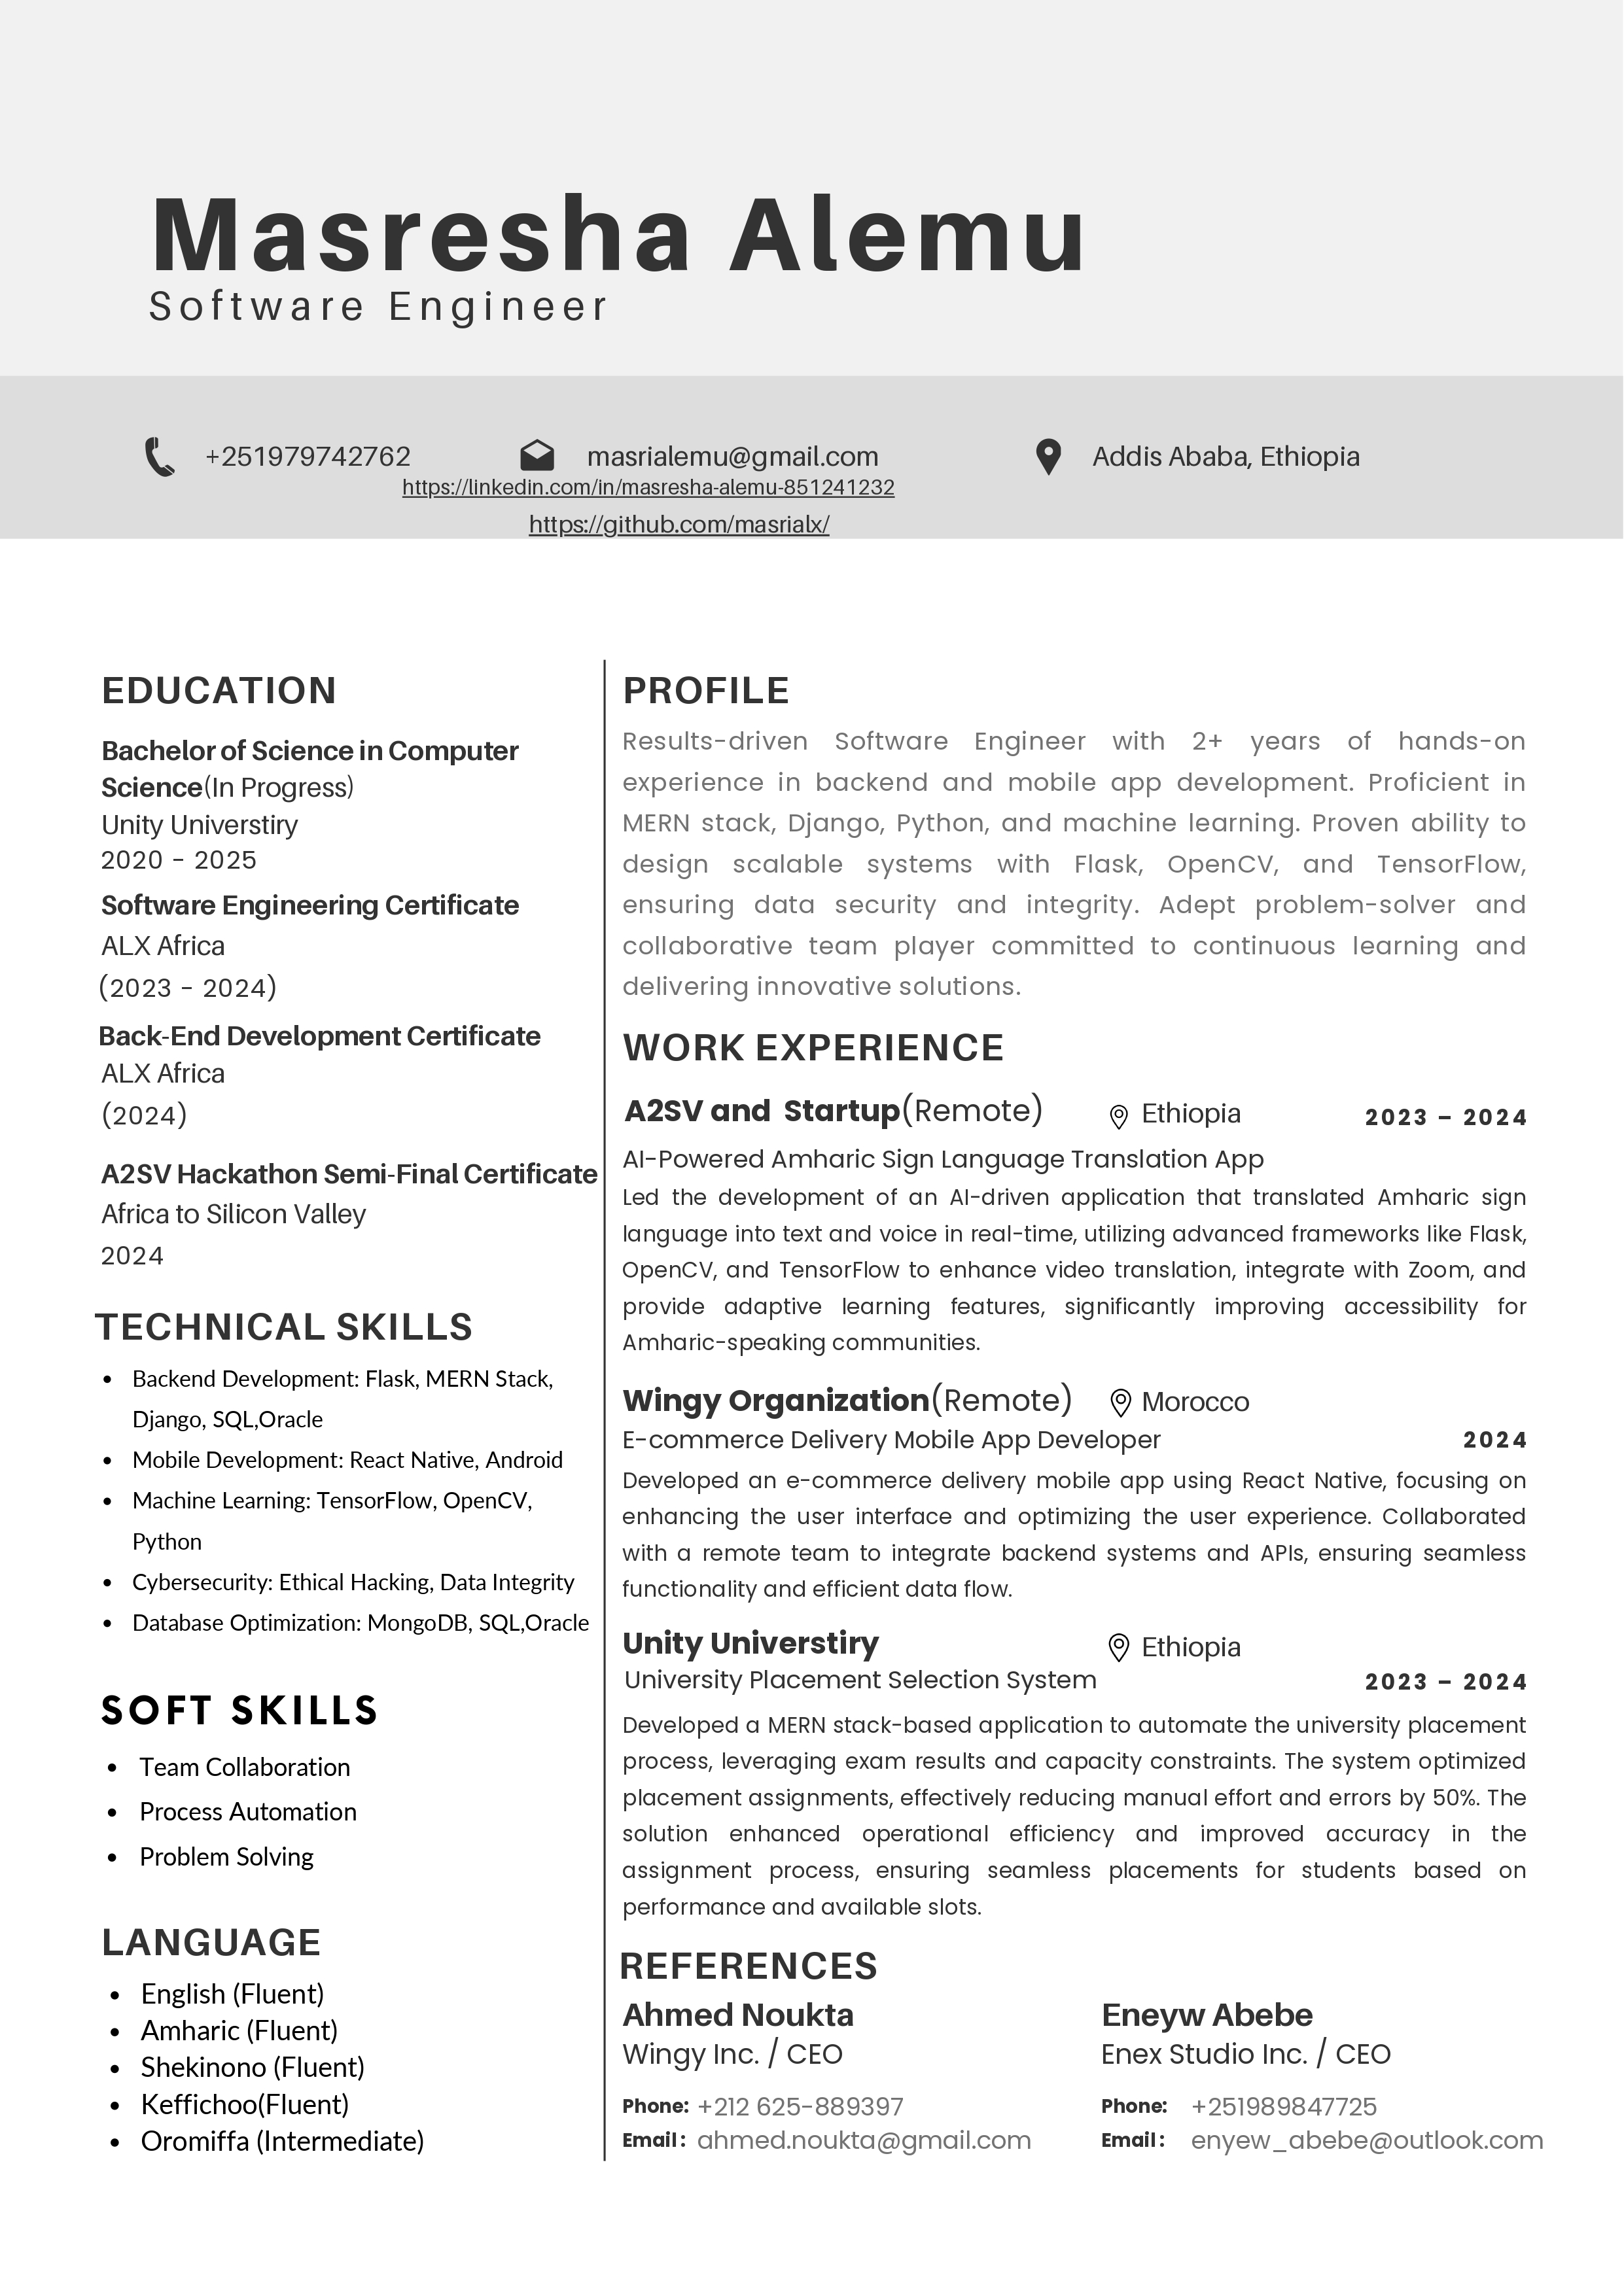 Masresha Alemu
Software Engineer
+251979742762
masrialemu@gmail.com
Addis Ababa, Ethiopia
https://linkedin.com/in/masresha-alemu-851241232
https://github.com/masrialx/
EDUCATION
Bachelor of Science in Computer
Science(In Progress)
Unity Universtiry
2020 - 2025
Software Engineering Certificate
ALX Africa
(2023 - 2024)
Back-End Development Certificate
ALX Africa
(2024)
A2SV Hackathon Semi-Final Certificate
Africa to Silicon Valley
2024
TECHNICAL SKILLS
• Backend Development: Flask, MERN Stack,
Django, SQL,Oracle
• Mobile Development: React Native, Android
• Machine Learning: TensorFlow, OpenCV,
Python
• Cybersecurity: Ethical Hacking, Data Integrity
• Database Optimization: MongoDB, SQL,Oracle
SOFT SKILLS
• Team Collaboration
• Process Automation
• Problem Solving
LANGUAGE
• English (Fluent)
• Amharic (Fluent)
• Shekinono (Fluent)
• Keffichoo(Fluent)
• Oromiffa (Intermediate)
PROFILE
Results-driven Software Engineer with 2+ years of hands-on
experience in backend and mobile app development. Proficient in
MERN stack, Django, Python, and machine learning. Proven ability to
design scalable systems with Flask, OpenCV, and TensorFlow,
ensuring data security and integrity. Adept problem-solver and
collaborative team player committed to continuous learning and
delivering innovative solutions.
WORK EXPERIENCE
A2SV and Startup(Remote) Ethiopia 2023 – 2024
AI-Powered Amharic Sign Language Translation App
Led the development of an AI-driven application that translated Amharic sign
language into text and voice in real-time, utilizing advanced frameworks like Flask,
OpenCV, and TensorFlow to enhance video translation, integrate with Zoom, and
provide adaptive learning features, significantly improving accessibility for
Amharic-speaking communities.
Wingy Organization(Remote) Morocco
E-commerce Delivery Mobile App Developer 2024
Developed an e-commerce delivery mobile app using React Native, focusing on
enhancing the user interface and optimizing the user experience. Collaborated
with a remote team to integrate backend systems and APIs, ensuring seamless
functionality and efficient data flow.
Unity Universtiry Ethiopia
University Placement Selection System 2023 – 2024
Developed a MERN stack-based application to automate the university placement
process, leveraging exam results and capacity constraints. The system optimized
placement assignments, effectively reducing manual effort and errors by 50%. The
solution enhanced operational efficiency and improved accuracy in the
assignment process, ensuring seamless placements for students based on
performance and available slots.
REFERENCES
Ahmed Noukta
Wingy Inc. / CEO
Phone: +212 625-889397
Email : ahmed.noukta@gmail.com
Eneyw Abebe
Enex Studio Inc. / CEO
Phone: +251989847725
Email : enyew_abebe@outlook.com